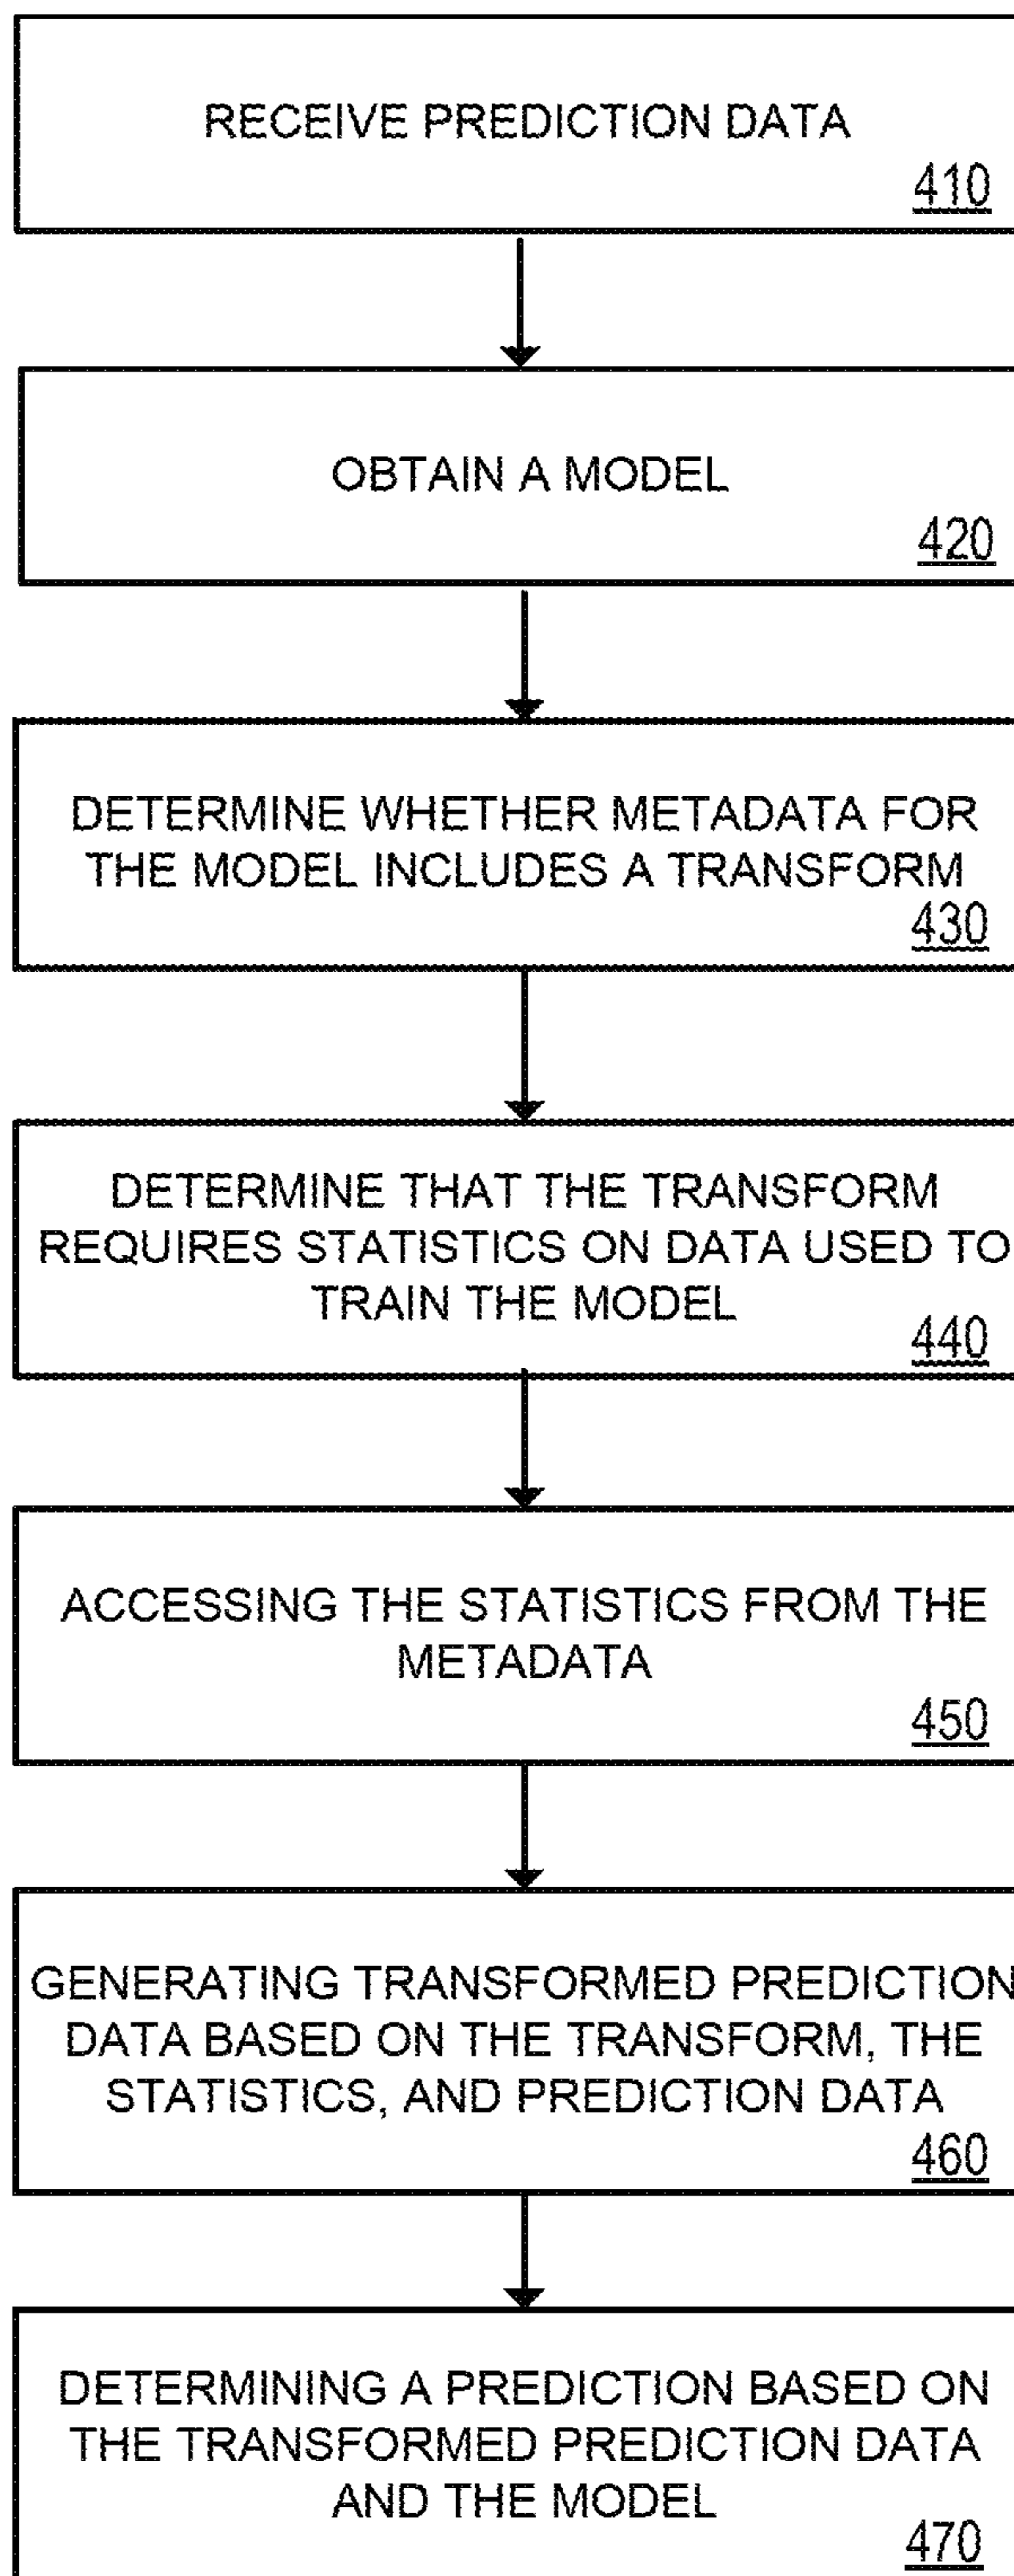 RECEIVE PREDICTION DATA
410
OBTAIN A MODEL
420
DETERMINE WHETHER METADATA FOR
THE MODEL INCLUDES A TRANSFORM
430
DETERMINE THAT THE TRANSFORM
REQUIRES STATISTICS ON DATA USED TO
TRAIN THE MODEL
440
ACCESSING THE STATISTICS FROM THE
METADATA
450
GENERATING TRANSFORMED PREDICTION
DATA BASED ON THE TRANSFORM, THE
STATISTICS, AND PREDICTION DATA
460
DETERMINING A PREDICTION BASED ON
THE TRANSFORMED PREDICTION DATA
AND THE MODEL
470